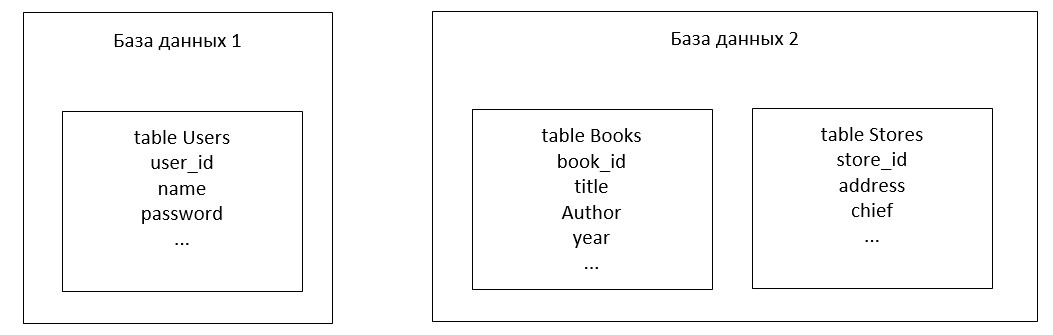 База данных 1
table Users
user_id
name
password
...
База данных 2
table Books
book_id
title
Author
year
...
table Stores
store_id
address
chief
...